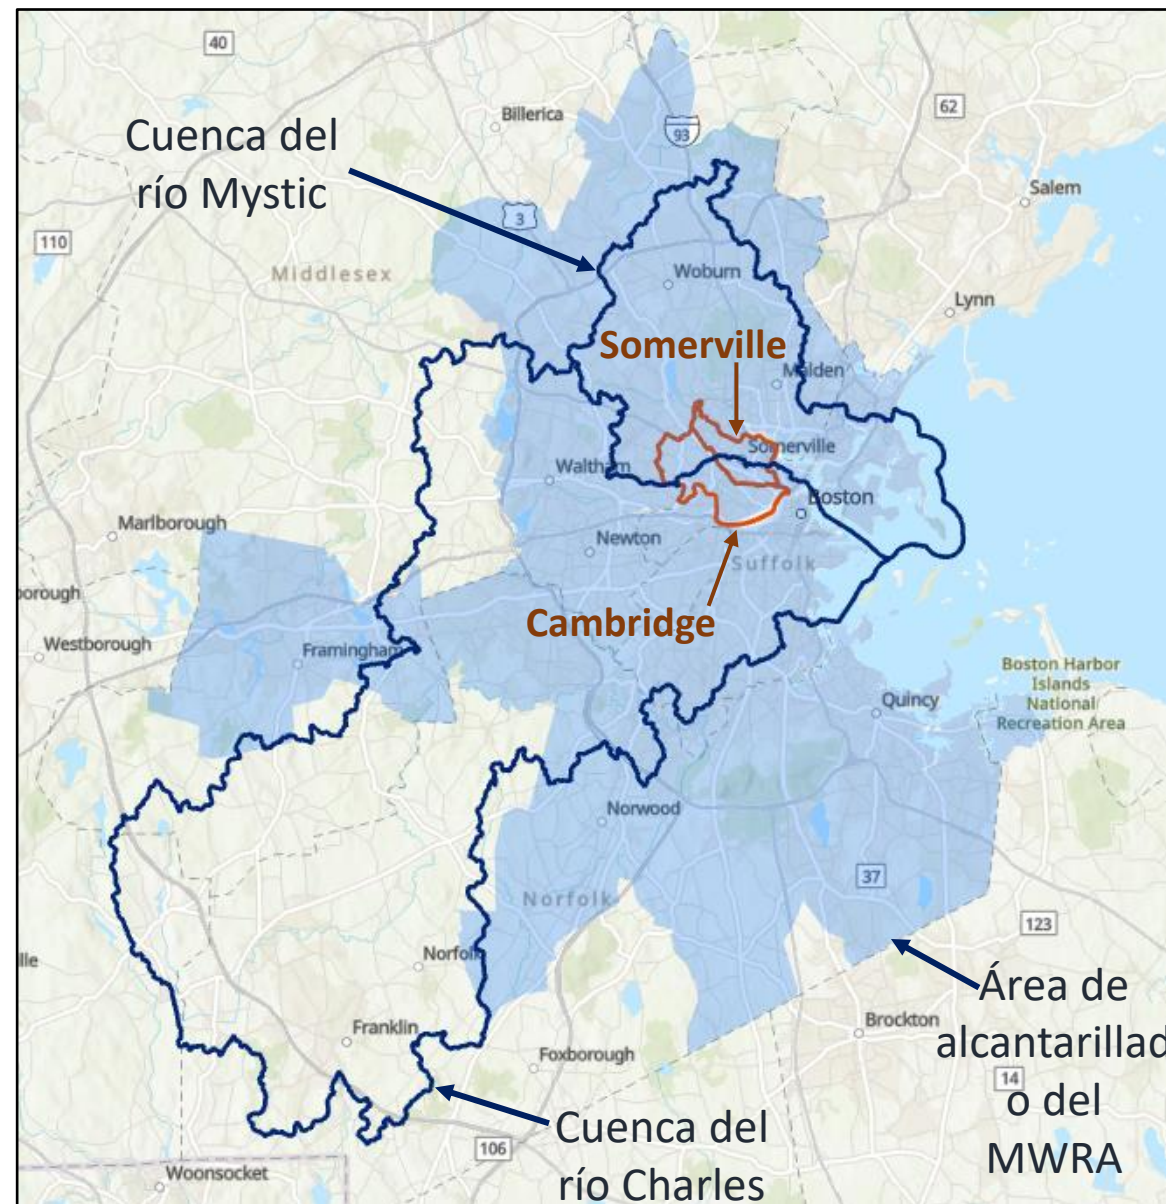 40
Billerica
62
93
Cuenca del
río Mystic
Salem
3
110
Middlesex
Woburn
Lynn
Somerville
Malden
Somerville
Waltham
Boston
Marlborough
Newton
Suffolk
borough
Cambridge
Westborough
Framingham
Boston Harbor
Islands
National
Recreation Area
Quincy
Norwood
37
Norfolk
123
lle
Norfolk
Área de
alcantarillad
o del
MWRA
Brockton
Franklin
Foxborough
14
Cuenca del
río Charles
106
Woonsocket